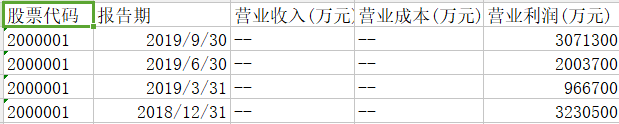 股票代码 报告期 营业收入(万元) 营业成本(万元) 营业利润(万元)
2000001 2019/9/30 -- -- 3071300
2000001 2019/6/30 -- -- 2003700
2000001 2019/3/31 -- -- 966700
2000001 2018/12/31 -- -- 3230500